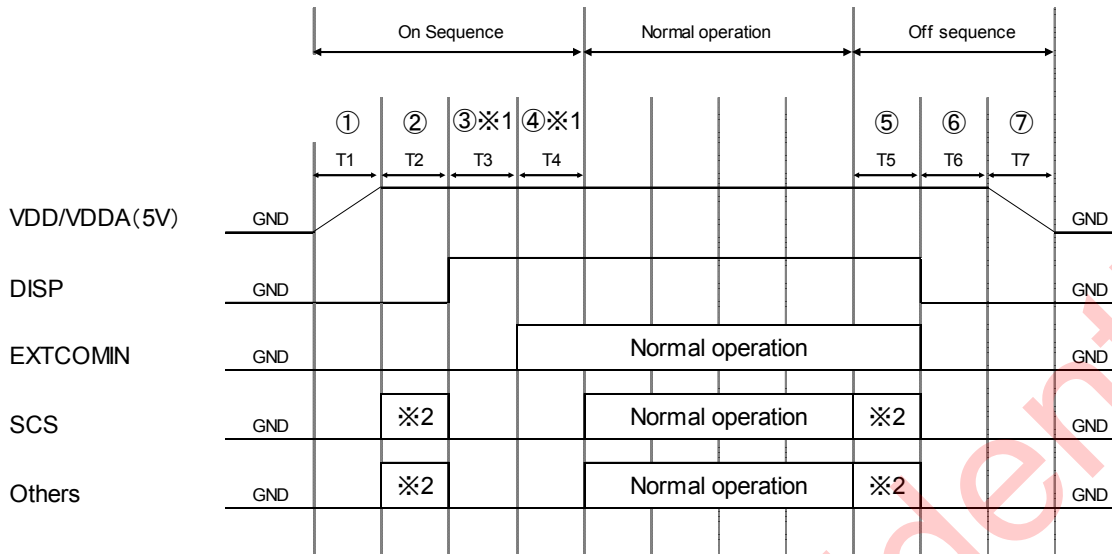 On Sequence Normal operation Off sequence
① ② ③※1 ④※1 ⑤ ⑥ ⑦
T1 T2 T3 T4 T5 T6 T7
VDD/VDDA(5V) GND GND
DISP GND GND
EXTCOMIN GND Normal operation GND
SCS GND ※2 Normal operation ※2 GND
Others GND ※2 Normal operation ※2 GND